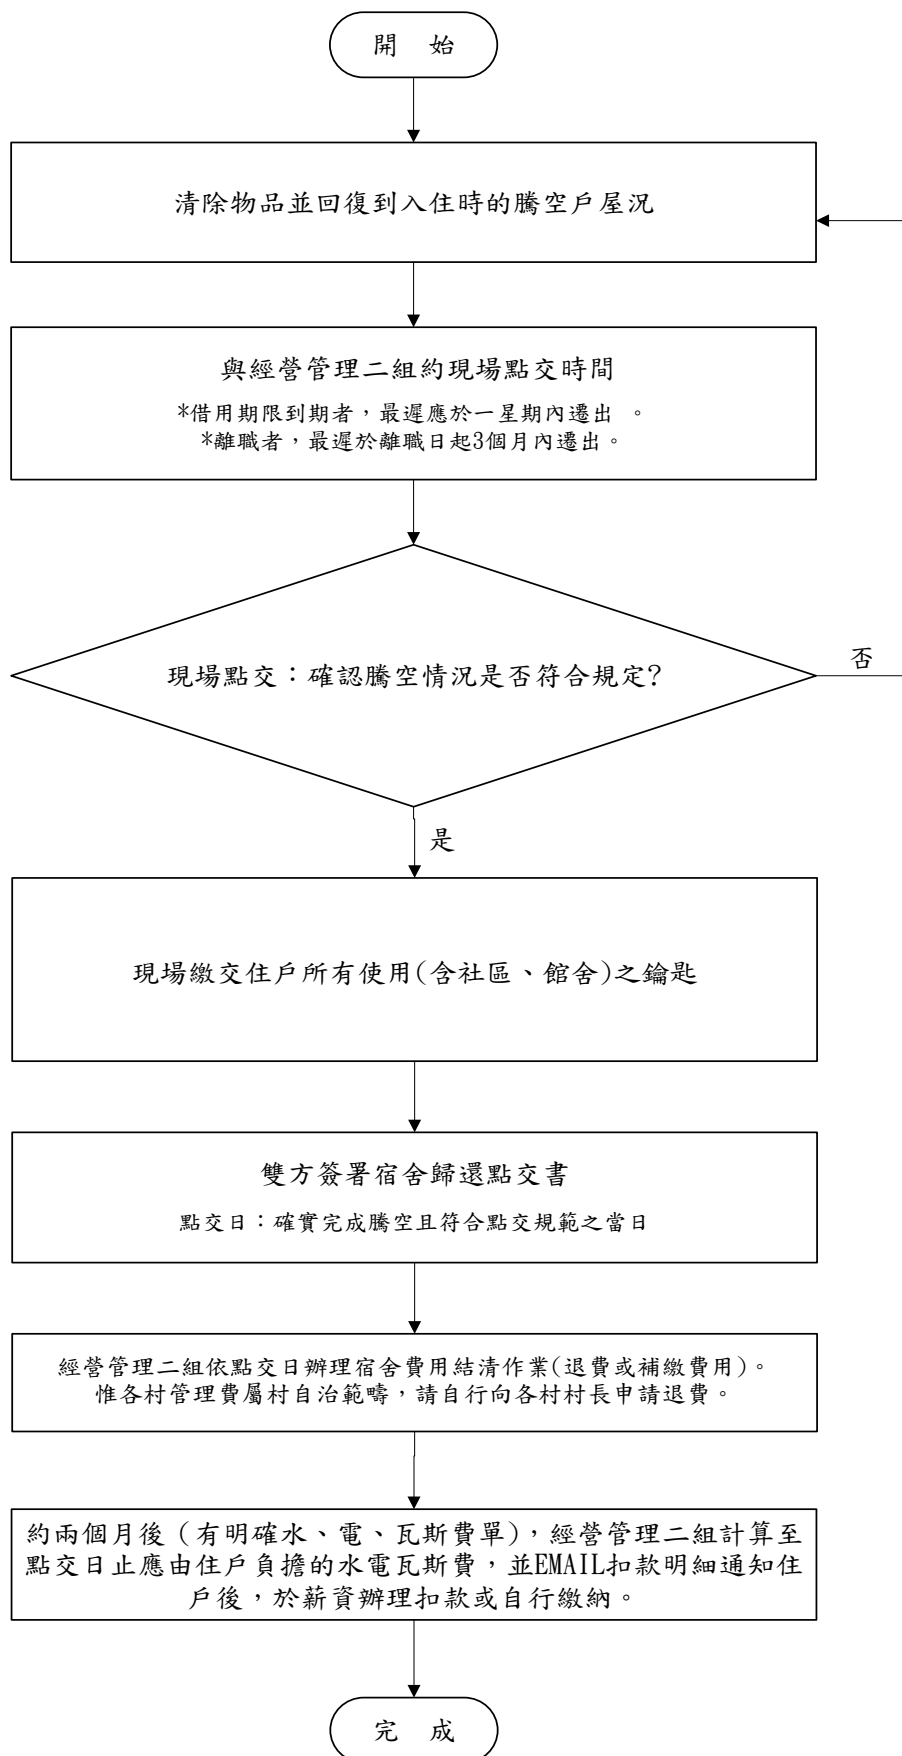 開 始
清除物品並回復到入住時的騰空戶屋況
與經營管理二組約現場點交時間
*借用期限到期者，最遲應於一星期內遷出 。
*離職者，最遲於離職日起3個月內遷出。
現場點交：確認騰空情況是否符合規定?
否
是
現場繳交住戶所有使用(含社區、館舍)之鑰匙
雙方簽署宿舍歸還點交書
點交日：確實完成騰空且符合點交規範之當日
經營管理二組依點交日辦理宿舍費用結清作業(退費或補繳費用)。
惟各村管理費屬村自治範疇，請自行向各村村長申請退費。
約兩個月後（有明確水、電、瓦斯費單)，經營管理二組計算至
點交日止應由住戶負擔的水電瓦斯費，並EMAIL扣款明細通知住
戶後，於薪資辦理扣款或自行繳納。
完 成